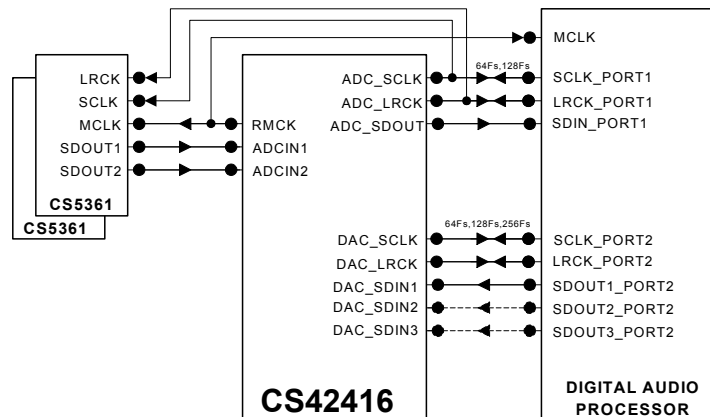 MCLK
64Fs,128Fs
LRCK ADC_SCLK SCLK_PORT1
SCLK ADC_LRCK LRCK_PORT1
MCLK RMCK ADC_SDOUT SDIN_PORT1
SDOUT1 ADCIN1
SDOUT2 ADCIN2
CS5361
CS5361
64Fs,128Fs,256Fs
DAC_SCLK SCLK_PORT2
DAC_LRCK LRCK_PORT2
DAC_SDIN1 SDOUT1_PORT2
DAC_SDIN2 SDOUT2_PORT2
DAC_SDIN3 SDOUT3_PORT2
CS42416
DIGITAL AUDIO
PROCESSOR